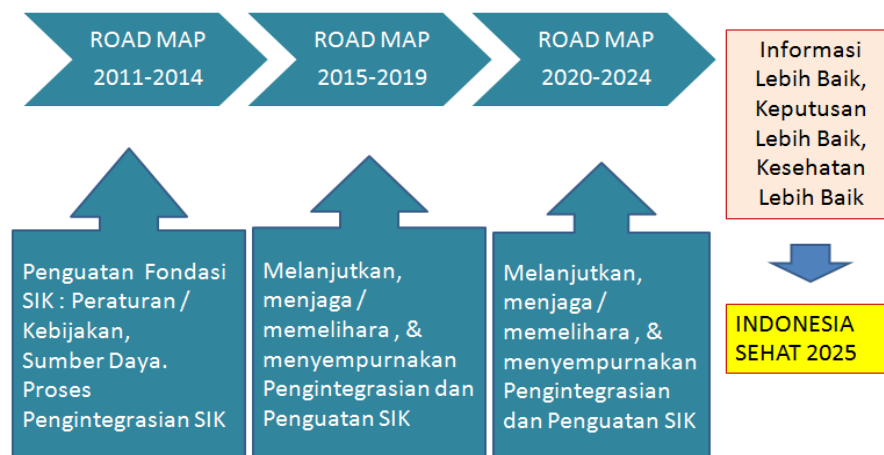 ROAD MAP
2011-2014
ROAD MAP
2015-2019
ROAD MAP
2020-2024
Informasi
Lebih Baik,
Keputusan
Lebih Baik,
Kesehatan
Lebih Baik
Penguatan Fondasi
SIK : Peraturan /
Kebijakan,
Sumber Daya.
Proses
Pengintegrasian SIK
Melanjutkan,
menjaga /
memelihara , &
menyempurnakan
Pengintegrasian dan
Penguatan SIK
Melanjutkan,
menjaga /
memelihara , &
menyempurnakan
Pengintegrasian
dan Penguatan SIK
INDONESIA
SEHAT 2025